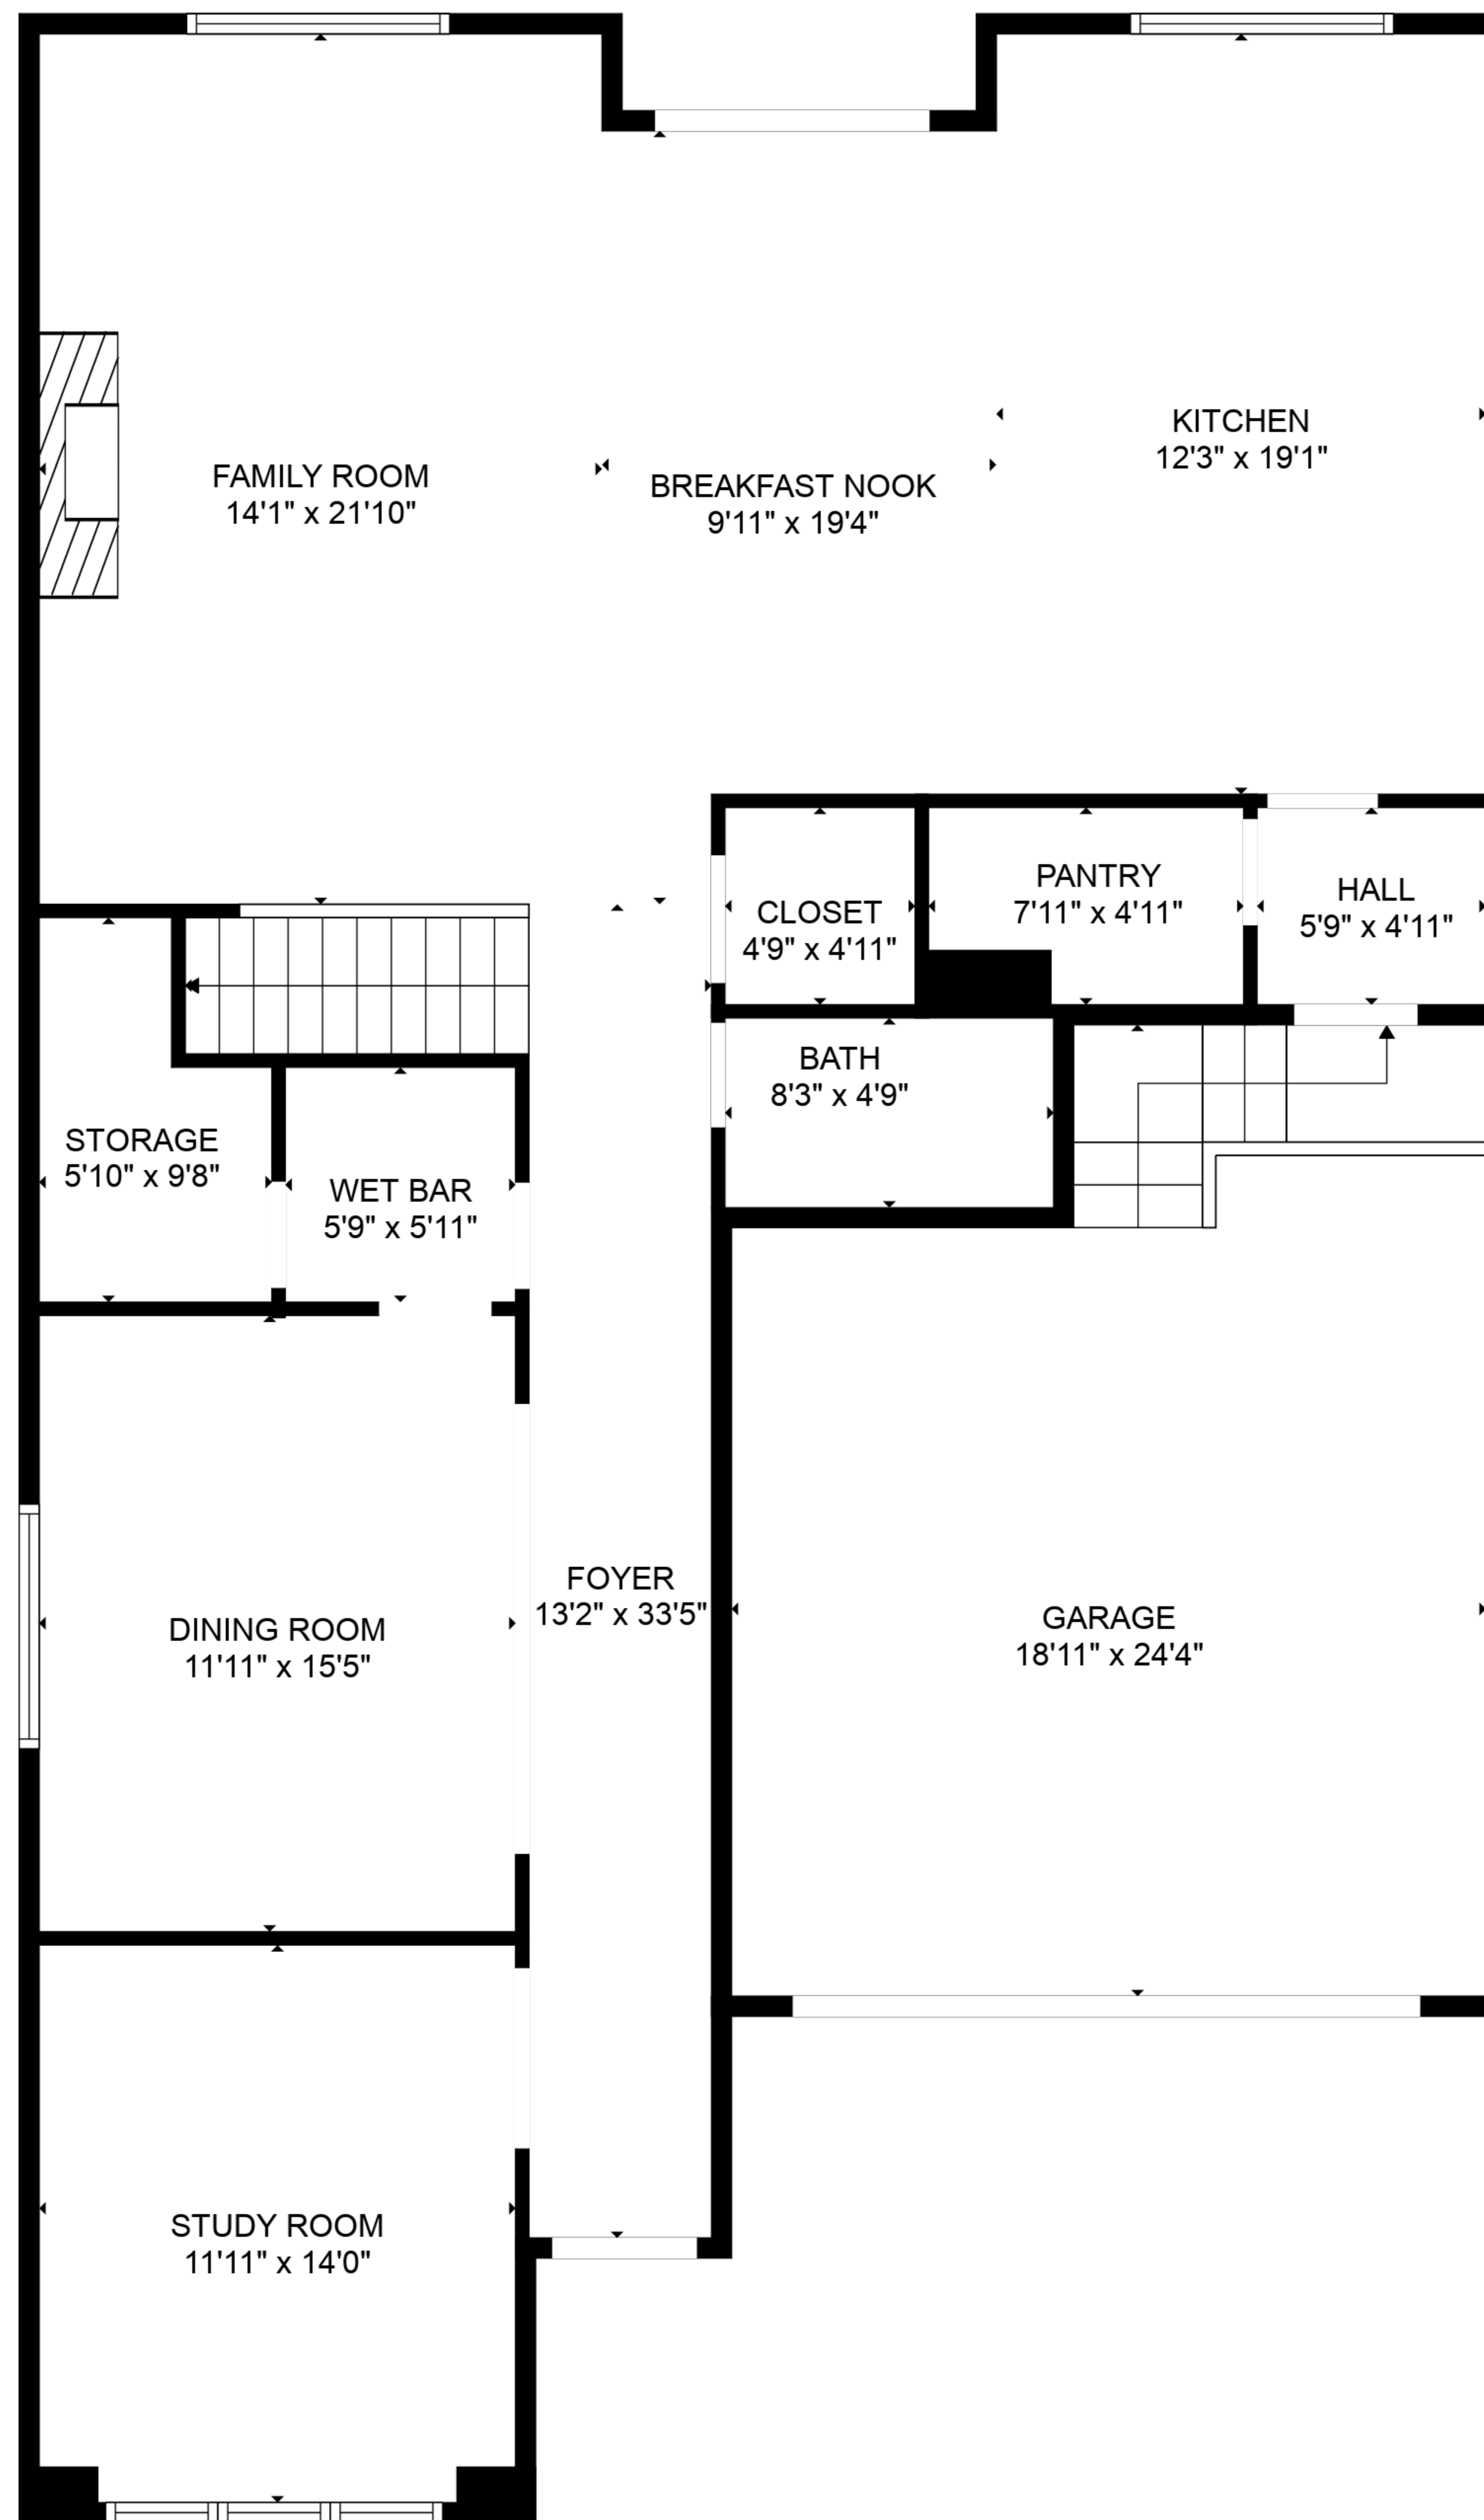 KITCHEN
12'3" x 19'1"
FAMILY ROOM
14'1" x 21'10"
BREAKFAST NOOK
9'11" x 19'4"
PANTRY
7'11" x 4'11"
HALL
5'9" x 4'11"
CLOSET
4'9" x 4'11"
BATH
8'3" x 4'9"
STORAGE
5'10" x 9'8"
WET BAR
5'9" x 5'11"
FOYER
13'2" x 33'5"
DINING ROOM
11'11" x 15'5"
GARAGE
18'11" x 24'4"
STUDY ROOM
11'11" x 14'0"